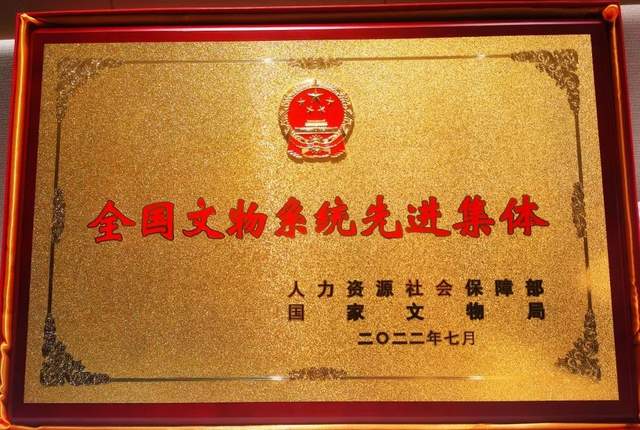 全国文物系统先进集体
人力资源社会保障部
国家文物局
二〇二二年七月